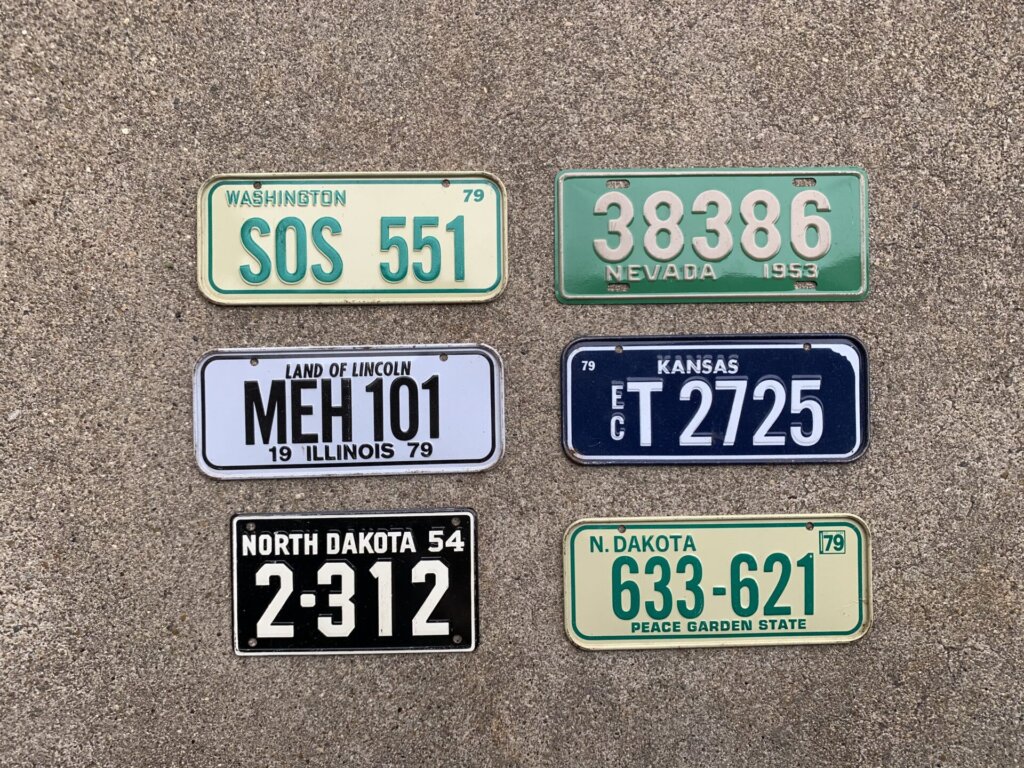 WASHINGTON 79
SOS 551
38386
NEVADA 1953
LAND OF LINCOLN
MEH 101
19 ILLINOIS 79
79 KANSAS
EC T 2725
NORTH DAKOTA 54
2-312
N. DAKOTA 79
633-621
PEACE GARDEN STATE